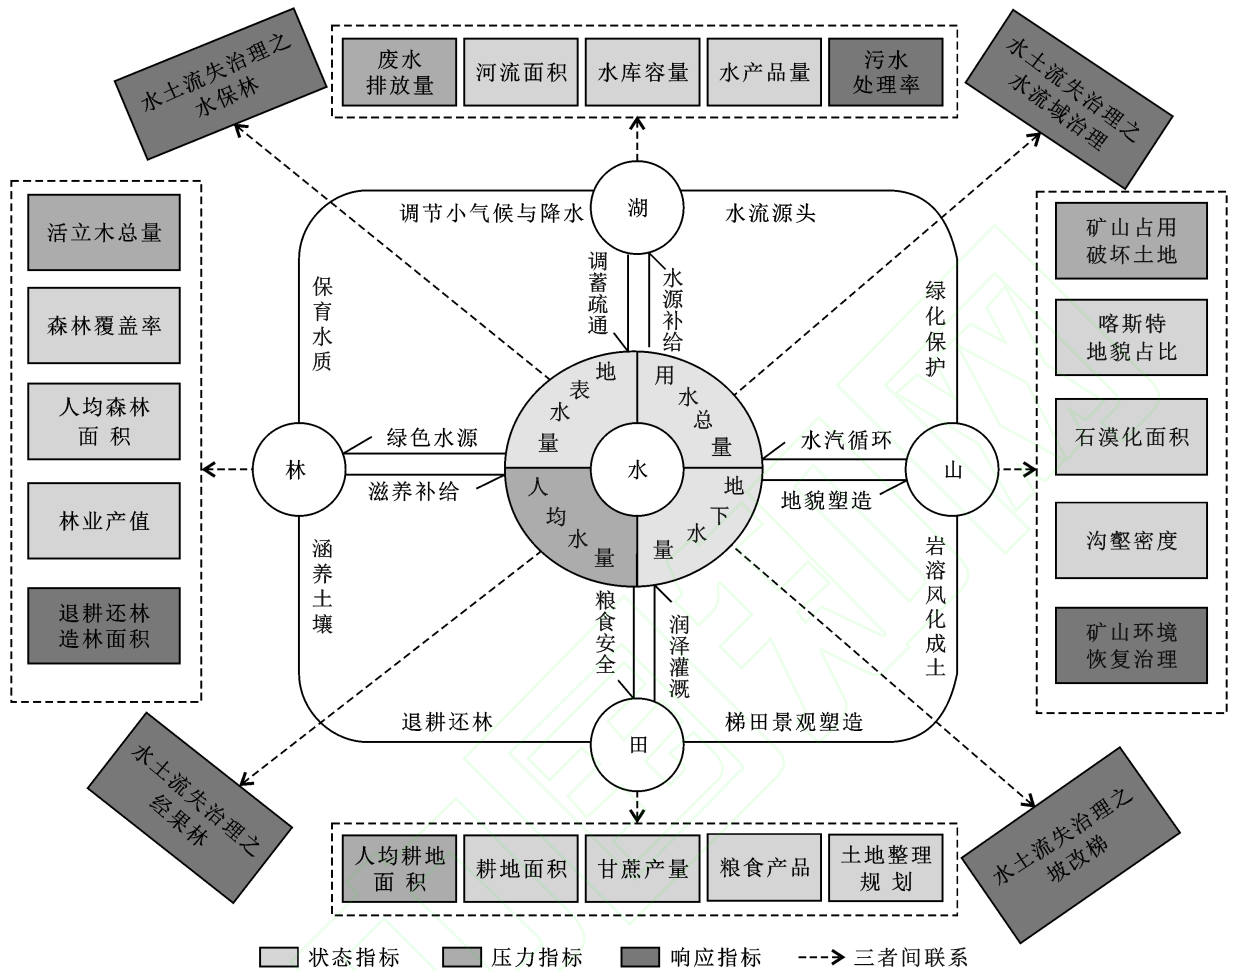 水土流失治理之
水保林
废水
排放量
河流面积
水库容量
水产品量
污水
处理率
水土流失治理之
水流域治理
活立木总量
森林覆盖率
人均森林
面 积
林业产值
退耕还林
造林面积
调节小气候与降水
湖
水流源头
保育水质
调蓄疏通
水源补给
绿化保护
矿山占用
破坏土地
喀斯特
地貌占比
石漠化面积
沟壑密度
矿山环境
恢复治理
地表水量
用水总量
林
绿色水源
滋养补给
水
水汽循环
地貌塑造
山
人均水量
地下水量
涵养土壤
粮食安全
润泽灌溉
岩溶风化成土
退耕还林
田
梯田景观塑造
水土流失治理之
经果林
水土流失治理之
坡改梯
人均耕地
面 积
耕地面积
甘蔗产量
粮食产品
土地整理
规 划
状态指标
压力指标
响应指标
三者间联系